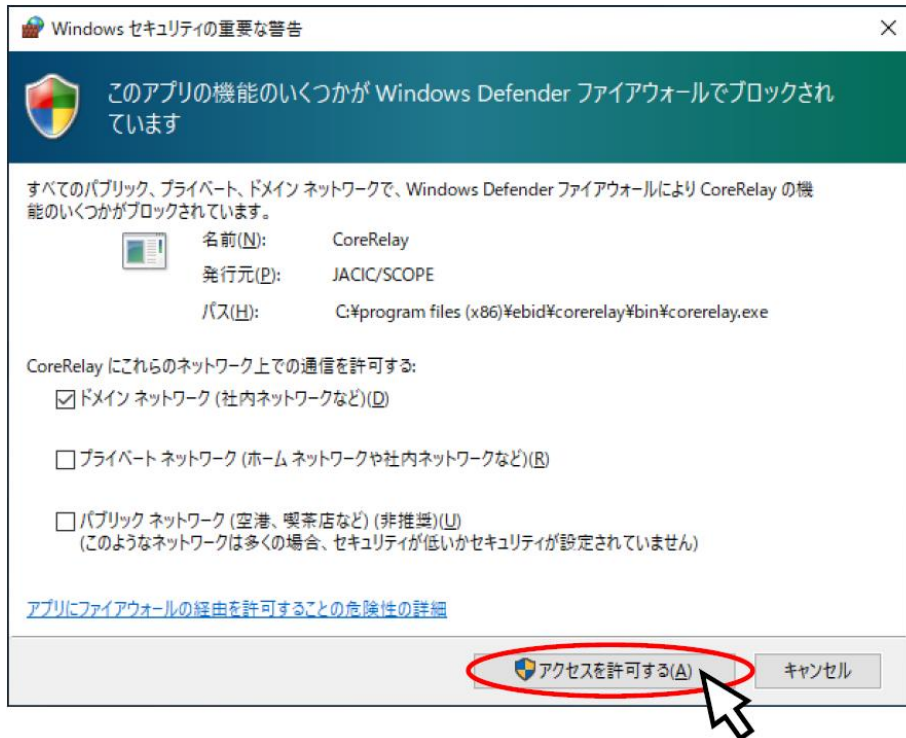 Windows セキュリティの重要な警告
このアプリの機能のいくつかが Windows Defender ファイアウォールでブロックされ
ています
すべてのパブリック、プライベート、ドメイン ネットワークで、Windows Defender ファイアウォールにより CoreRelay の機
能のいくつかがブロックされています。
名前(N): CoreRelay
発行元(P): JACIC/SCOPE
パス(H): C:¥program files (x86)¥ebid¥corerelay¥bin¥corerelay.exe
CoreRelay にこれらのネットワーク上での通信を許可する:
ドメイン ネットワーク (社内ネットワークなど)(D)
プライベート ネットワーク (ホーム ネットワークや社内ネットワークなど)(R)
パブリック ネットワーク (空港、喫茶店など) (非推奨)(U)
(このようなネットワークは多くの場合、セキュリティが低いかセキュリティが設定されていません)
アプリにファイアウォールの経由を許可することの危険性の詳細
アクセスを許可する(A) キャンセル